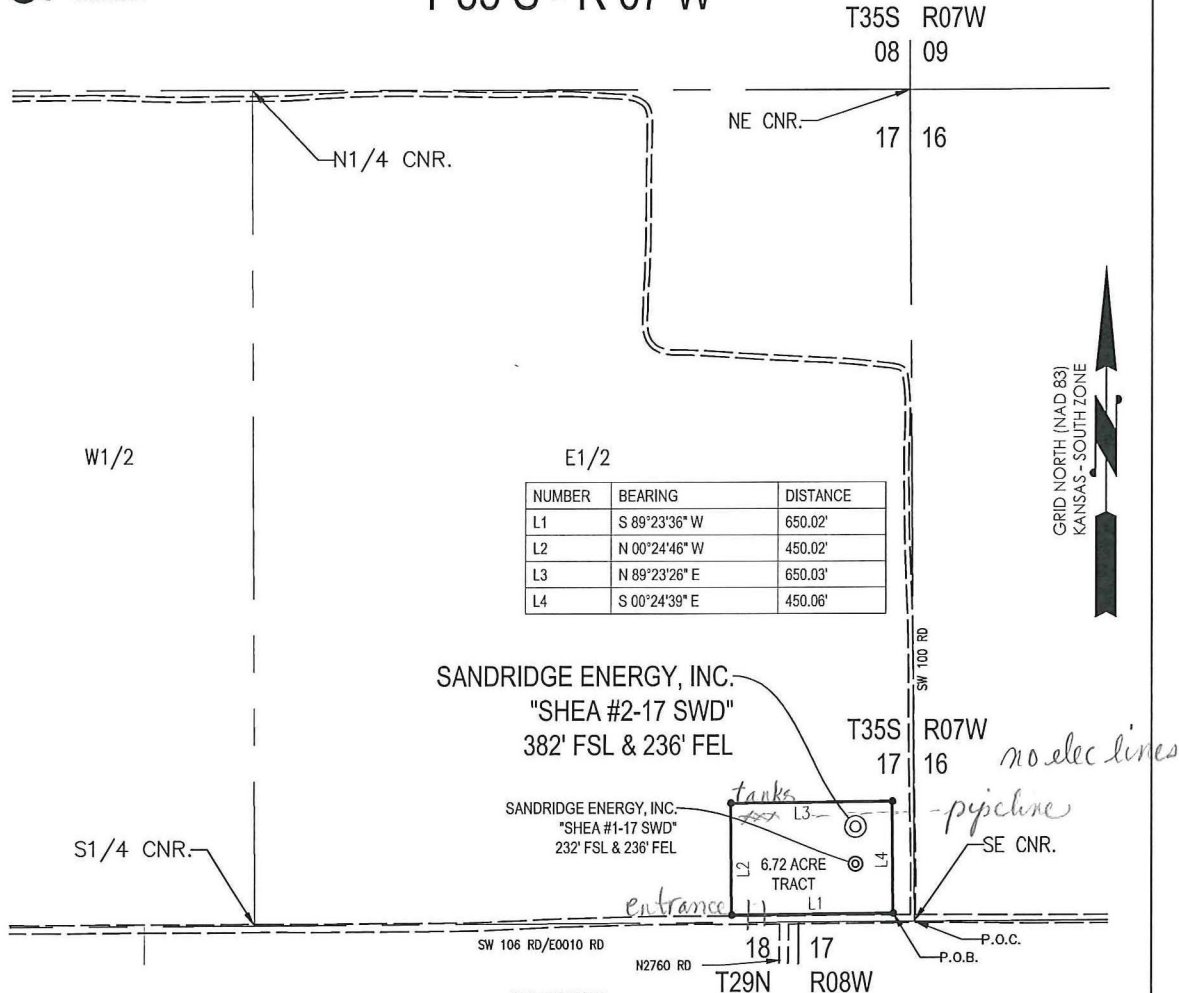 T35S R07W
08 09
NE CNR.
17 16
N1/4 CNR.
GRID NORTH (NAD 83)
KANSAS - SOUTH ZONE
W1/2
E1/2
NUMBER BEARING DISTANCE
L1 S 89°23'36" W 650.02'
L2 N 00°24'46" W 450.02'
L3 N 89°23'26" E 650.03'
L4 S 00°24'39" E 450.06'
SW 100 RD
SANDRIDGE ENERGY, INC.
"SHEA #2-17 SWD"
382' FSL & 236' FEL
T35S R07W
17 16
no elec lines
tanks
L3
pipeline
SANDRIDGE ENERGY, INC.
"SHEA #1-17 SWD"
232' FSL & 236' FEL
S1/4 CNR.
SE CNR.
L2
6.72 ACRE
TRACT
L4
L1
entrance
SW 106 RD/E0010 RD
18 17
P.O.C.
P.O.B.
N2760 RD
T29N R08W